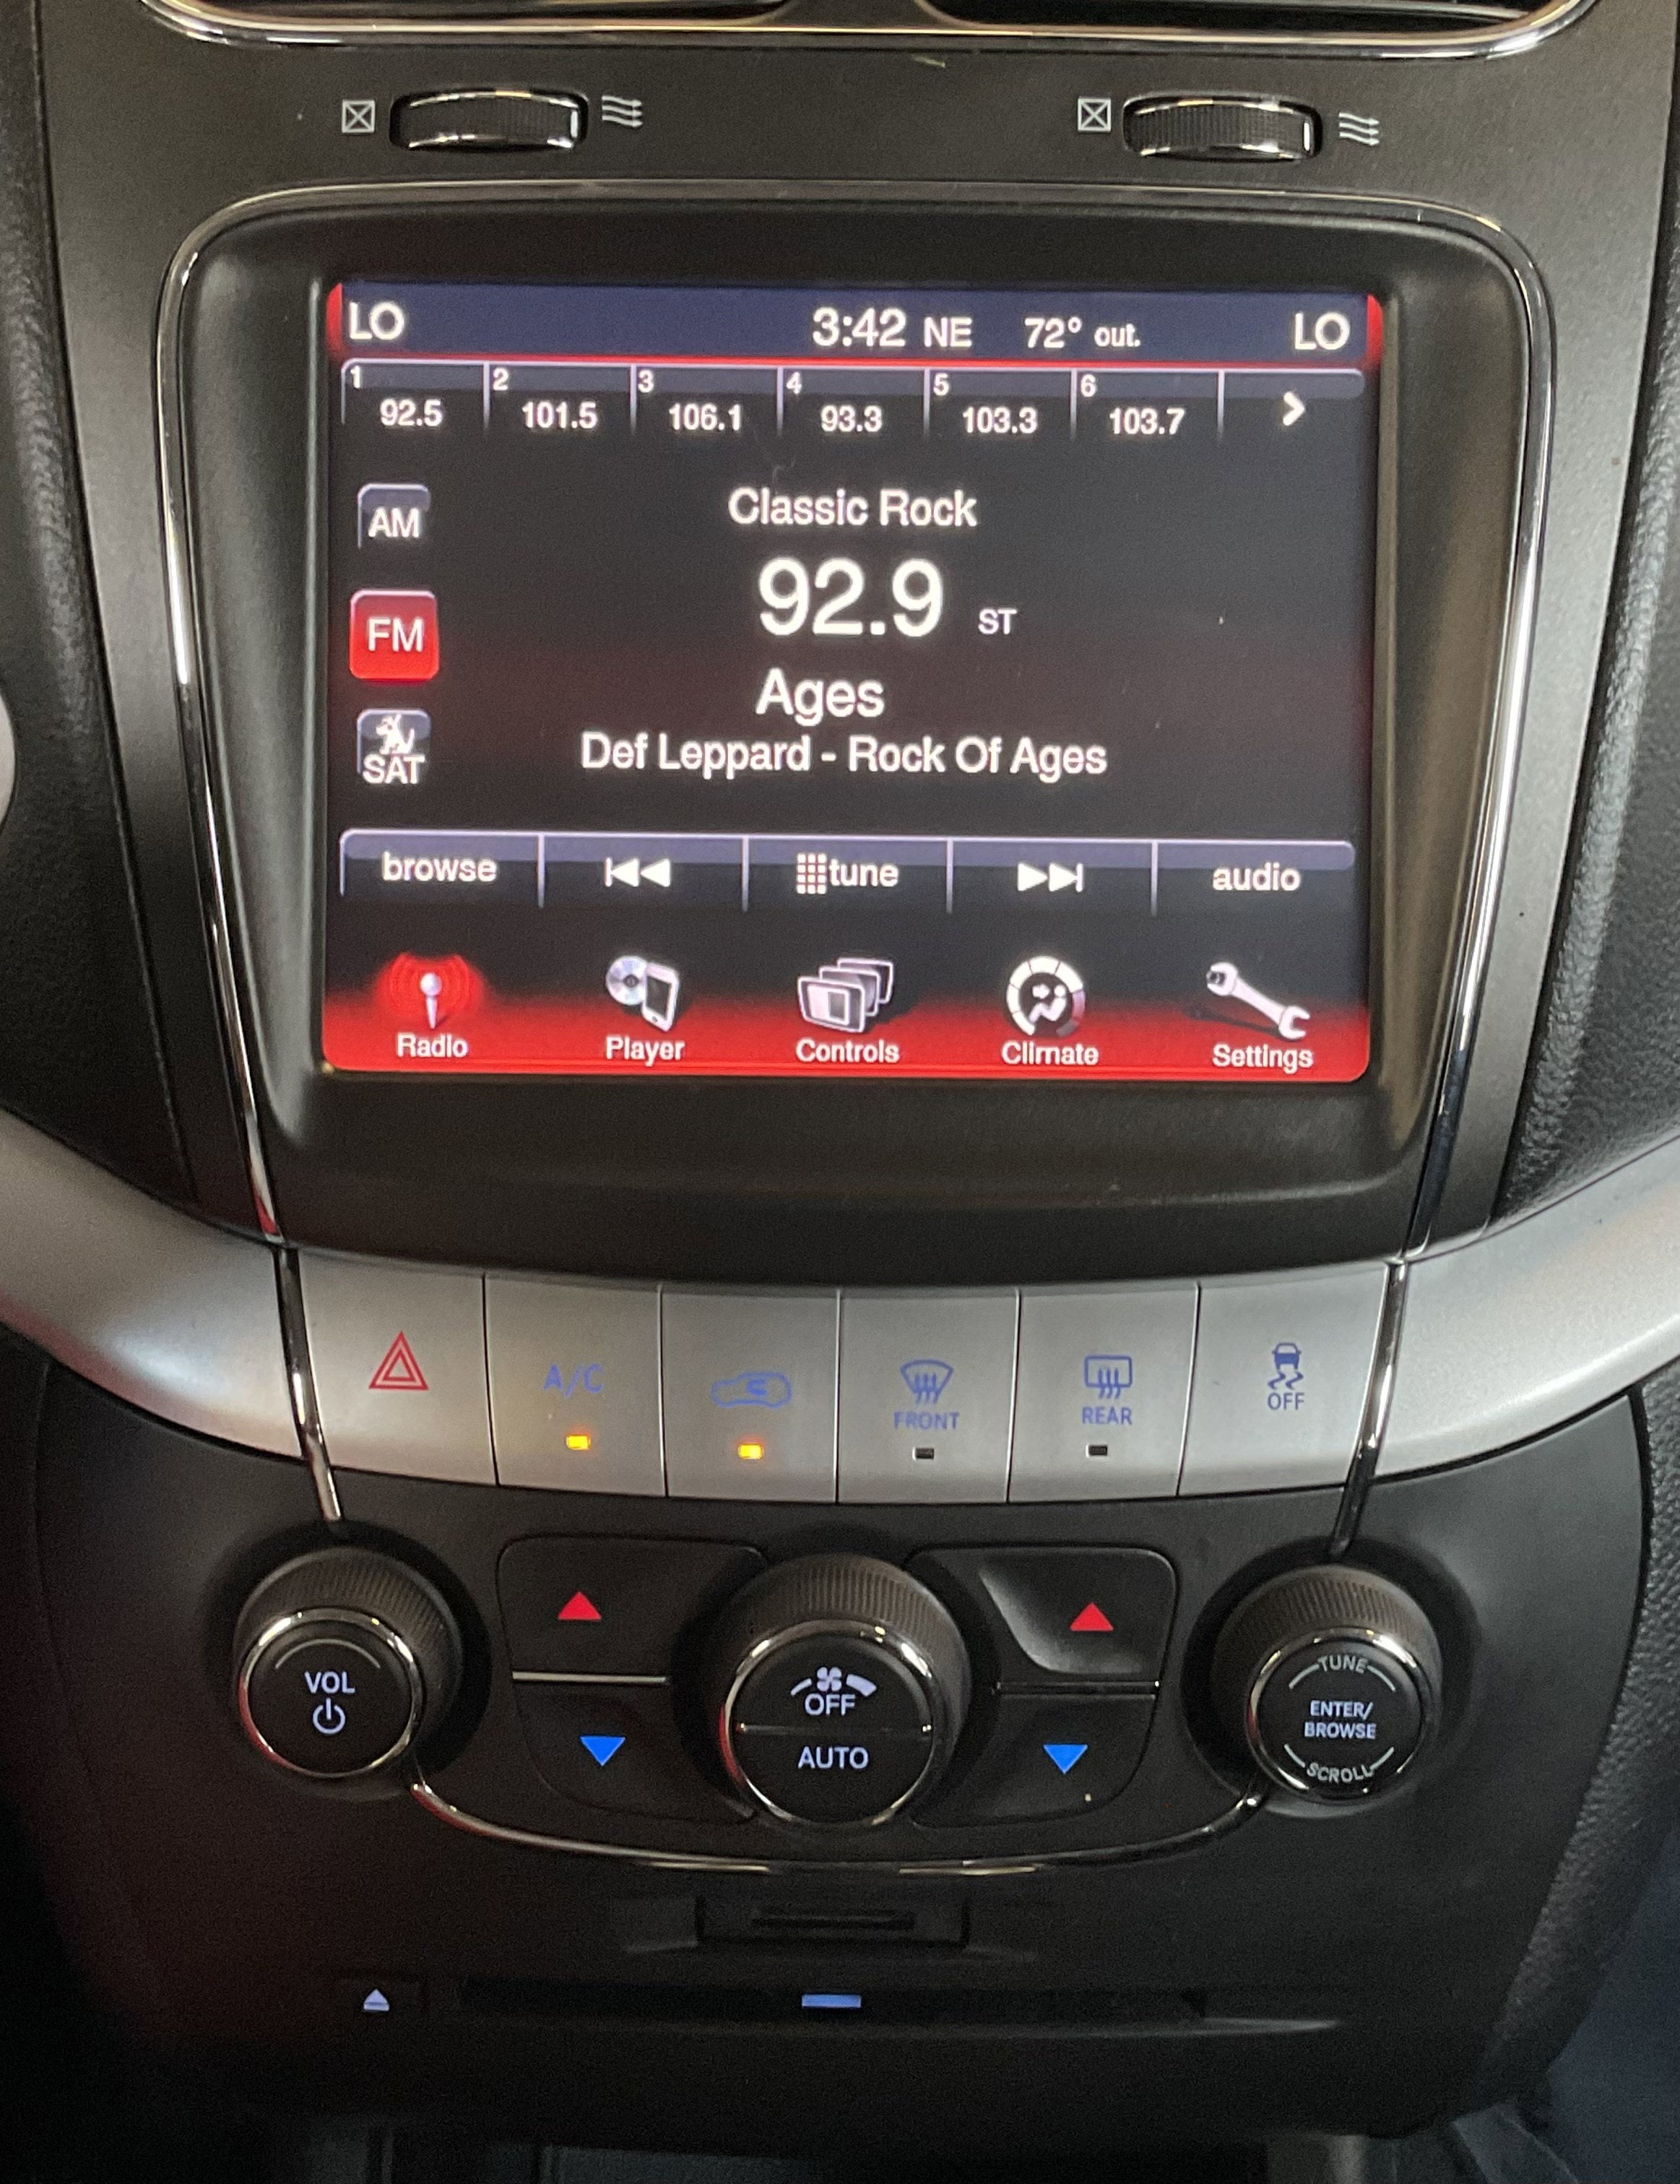 LO 3:42 NE 72° out. LO
1 2 3 4 5 6
92.5 101.5 106.1 93.3 103.3 103.7
AM
Classic Rock
FM
92.9 ST
Ages
SAT
Def Leppard - Rock Of Ages
browse tune audio
Radio Player Controls Climate Settings
A/C
FRONT
REAR
OFF
VOL
OFF
AUTO
TUNE
ENTER/
BROWSE
SCROLL